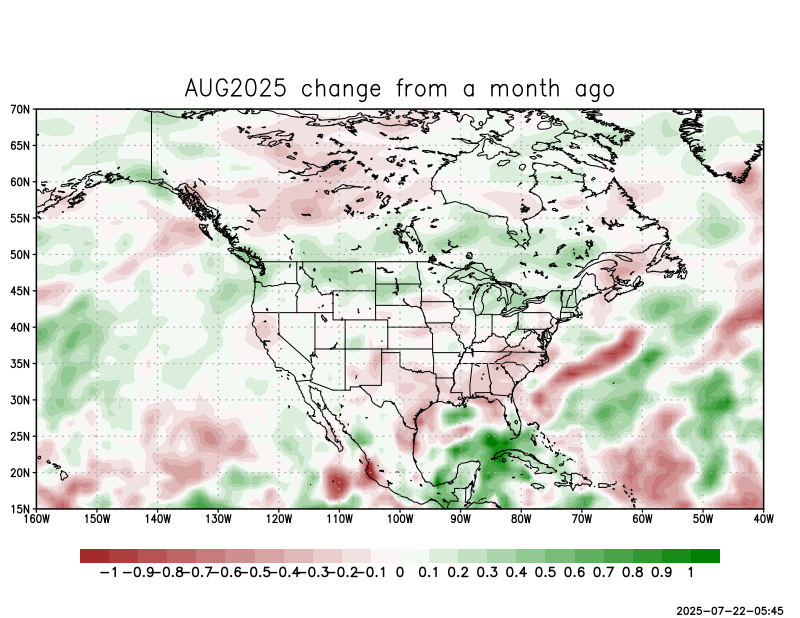 AUG2025 change from a month ago
70N
65N
60N
55N
50N
45N
40N
35N
30N
25N
20N
15N
160W 150W 140W 130W 120W 110W 100W 90W 80W 70W 60W 50W 40W
-1 -0.9 -0.8 -0.7 -0.6 -0.5 -0.4 -0.3 -0.2 -0.1 0 0.1 0.2 0.3 0.4 0.5 0.6 0.7 0.8 0.9 1
2025-07-22-05:45